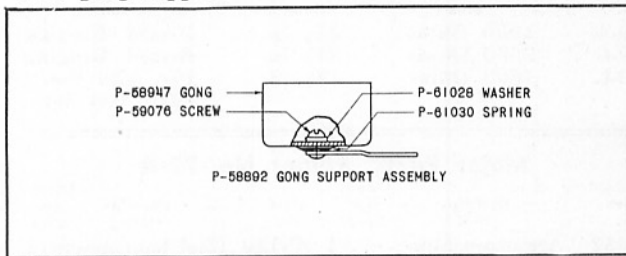 P-58947 GONG
P-59076 SCREW
P-61028 WASHER
P-61030 SPRING
P-58892 GONG SUPPORT ASSEMBLY